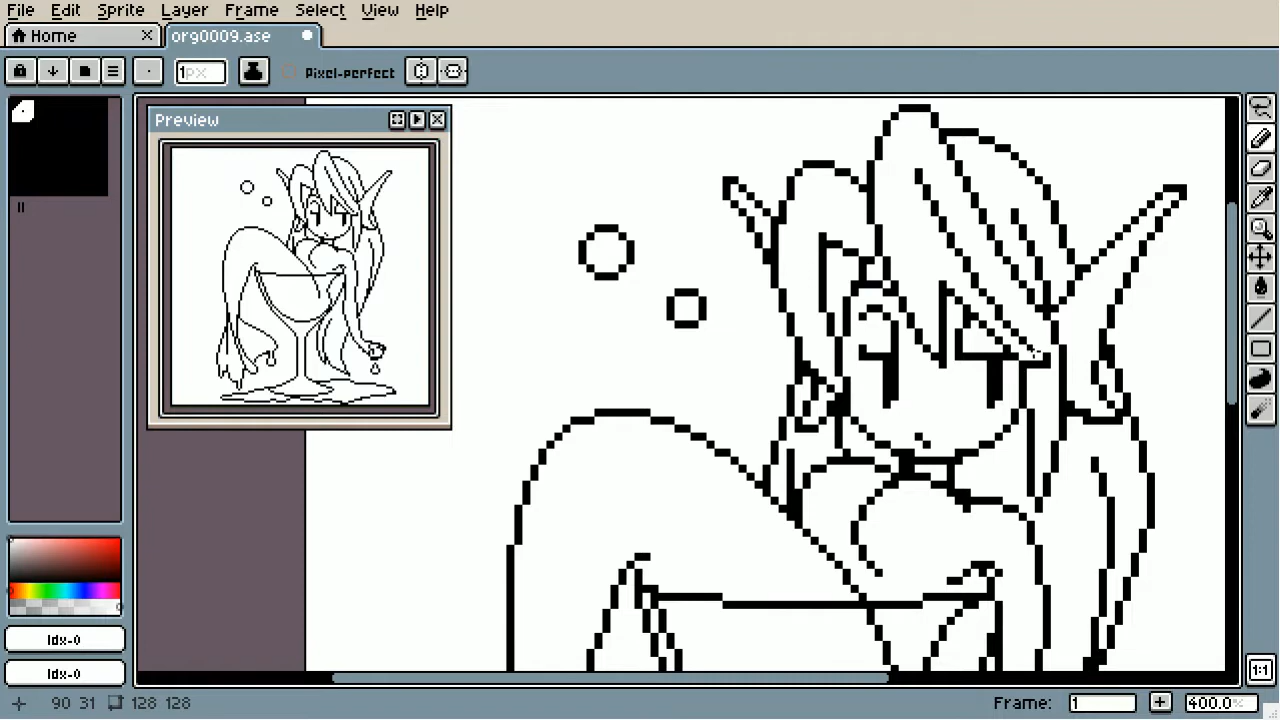 File Edit Sprite Layer Frame Select View Help
Home
org0009.ase
1px
Pixel-perfect
Preview
Idx-0
Idx-0
90 31 128 128
Frame: 1
400.0%
1:1